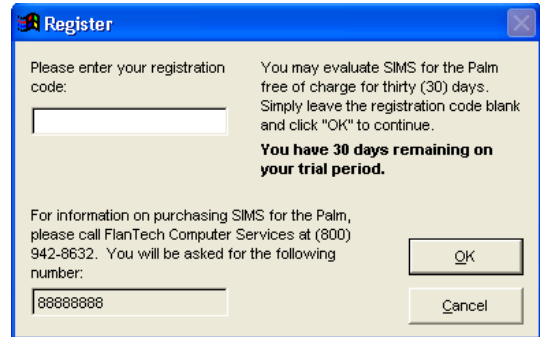 Register
Please enter your registration
code:
You may evaluate SIMS for the Palm
free of charge for thirty (30) days.
Simply leave the registration code blank
and click "OK" to continue.
You have 30 days remaining on
your trial period.
For information on purchasing SIMS for the Palm,
please call FlanTech Computer
Services at (800)
942-8632. You will be asked for the following
number:
88888888
OK
Cancel